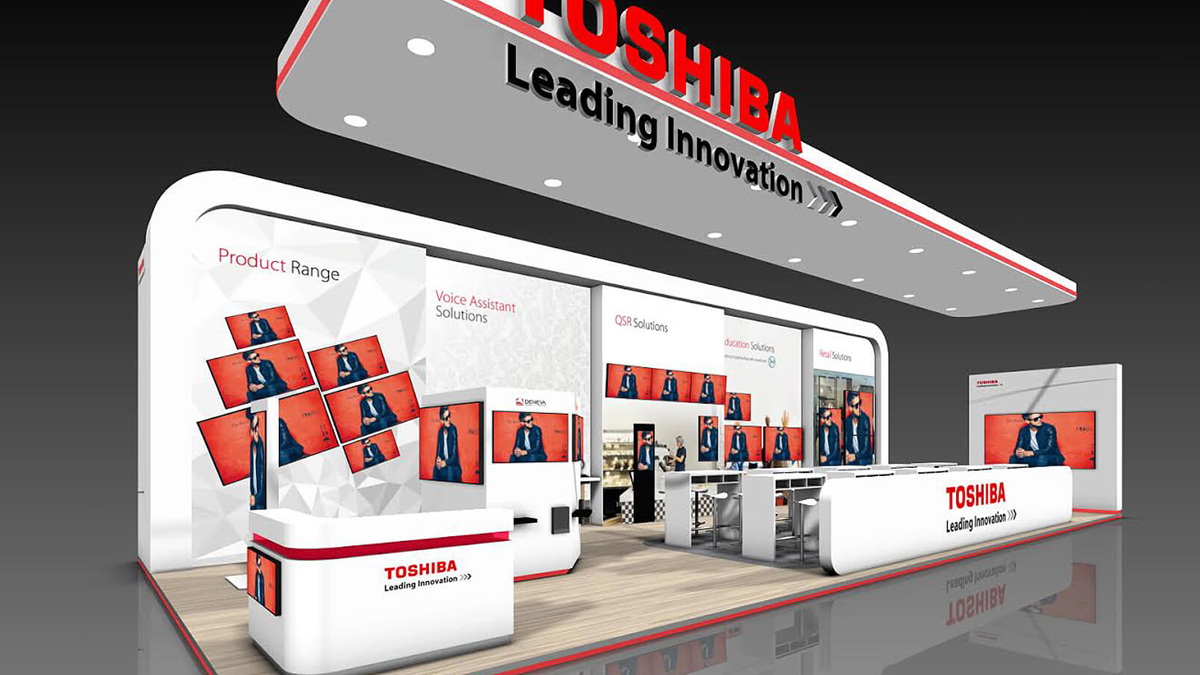 TOSHIBA
Leading Innovation >>>
Product Range
Voice Assistant
Solutions
QSR Solutions
Education Solutions
Retail Solutions
DENEVA
TOSHIBA
TOSHIBA
Leading Innovation >>>
TOSHIBA
Leading Innovation >>>